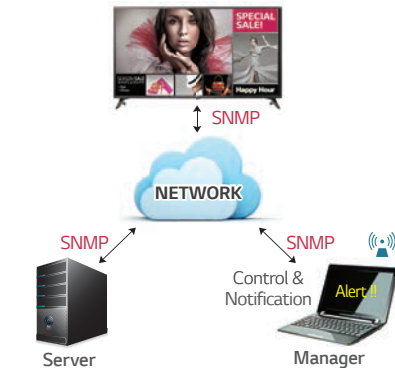 SPECIAL
SALE!
Happy Hour
SNMP
NETWORK
SNMP
SNMP
Control &
Notification
Alert !!
Server
Manager